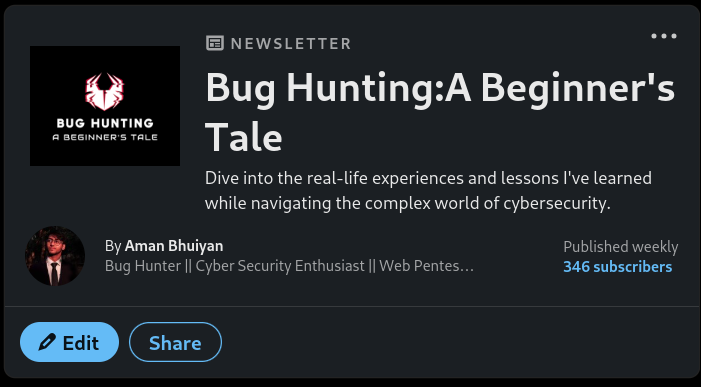 NEWSLETTER
Bug Hunting:A Beginner's
Tale
BUG HUNTING
A BEGINNER'S TALE
Dive into the real-life experiences and lessons I've learned
while navigating the complex world of cybersecurity.
By Aman Bhuiyan
Bug Hunter || Cyber Security Enthusiast || Web Pentes...
Published weekly
346 subscribers
Edit
Share